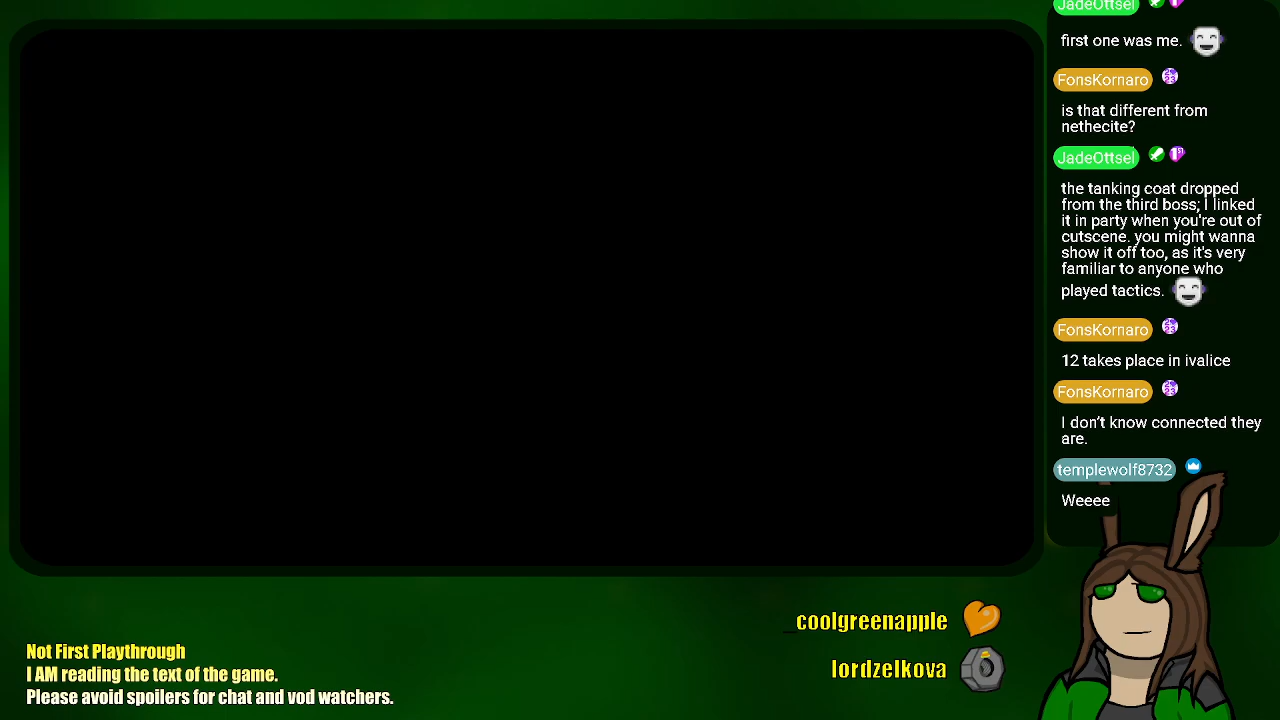 JadeOttsel
first one was me.
FonsKornaro
is that different from
nethecite?
JadeOttsel
the tanking coat dropped
from the third boss; I linked
it in party when you're out of
cutscene. you might wanna
show it off too, as it's very
familiar to anyone who
played tactics.
FonsKornaro
12 takes place in ivalice
FonsKornaro
I don't know connected they
are.
templewolf8732
Weeee
_coolgreenapple
lordzelkova
Not First Playthrough
I AM reading the text of the game.
Please avoid spoilers for chat and vod watchers.